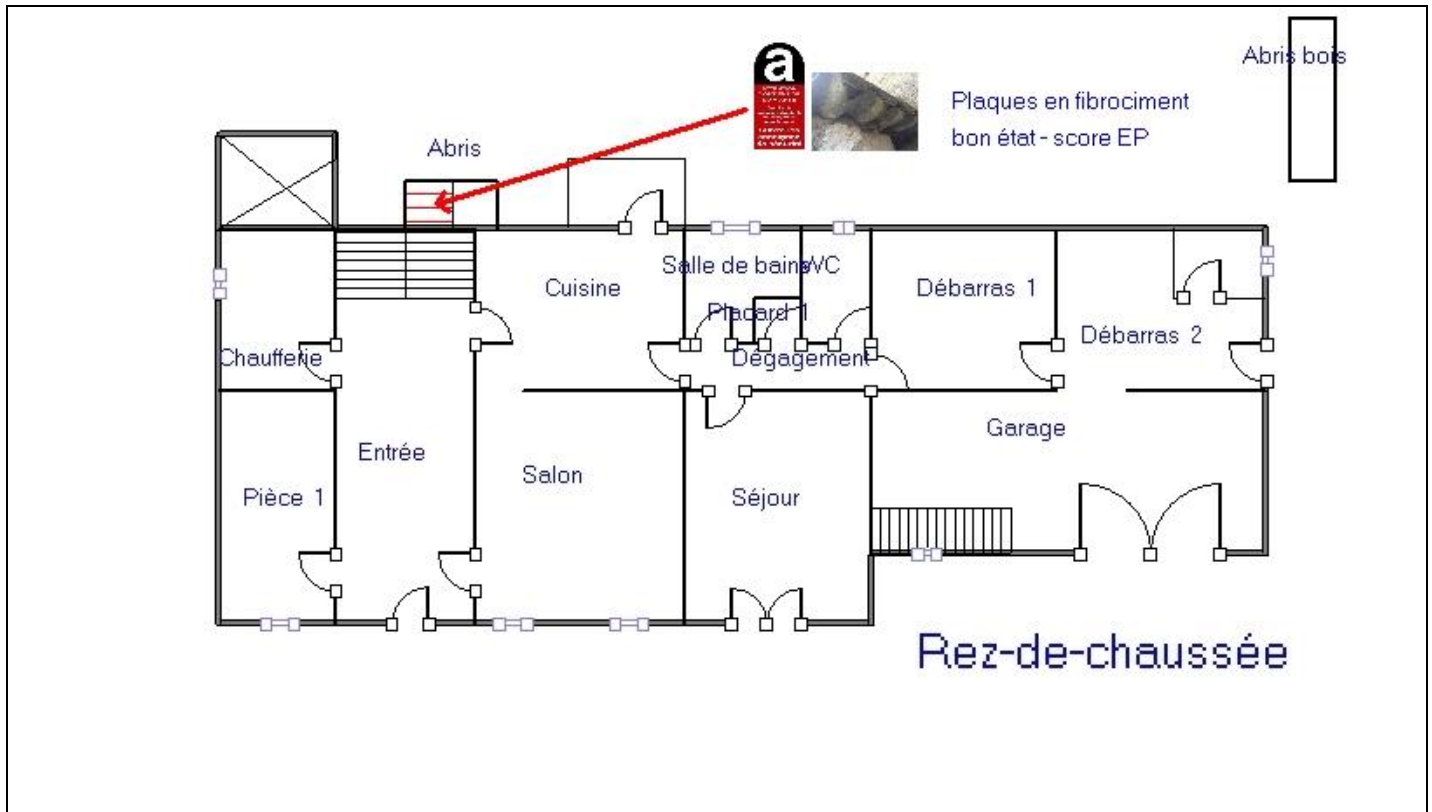 Abris bois
a
Plaques en fibrociment
bon état - score EP
Abris
Salle de bains
WC
Cuisine
Débarras 1
Placard 1
Débarras 2
Chaufferie
Dégagement
Garage
Entrée
Salon
Pièce 1
Séjour
Rez-de-chaussée